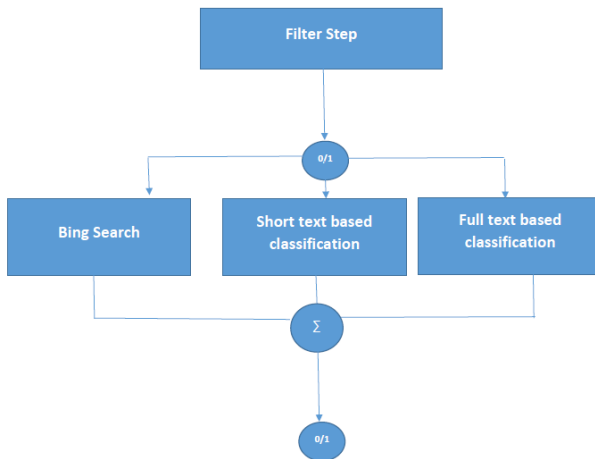 Filter Step
0/1
Bing Search
Short text based
classification
Full text based
classification
Σ
0/1